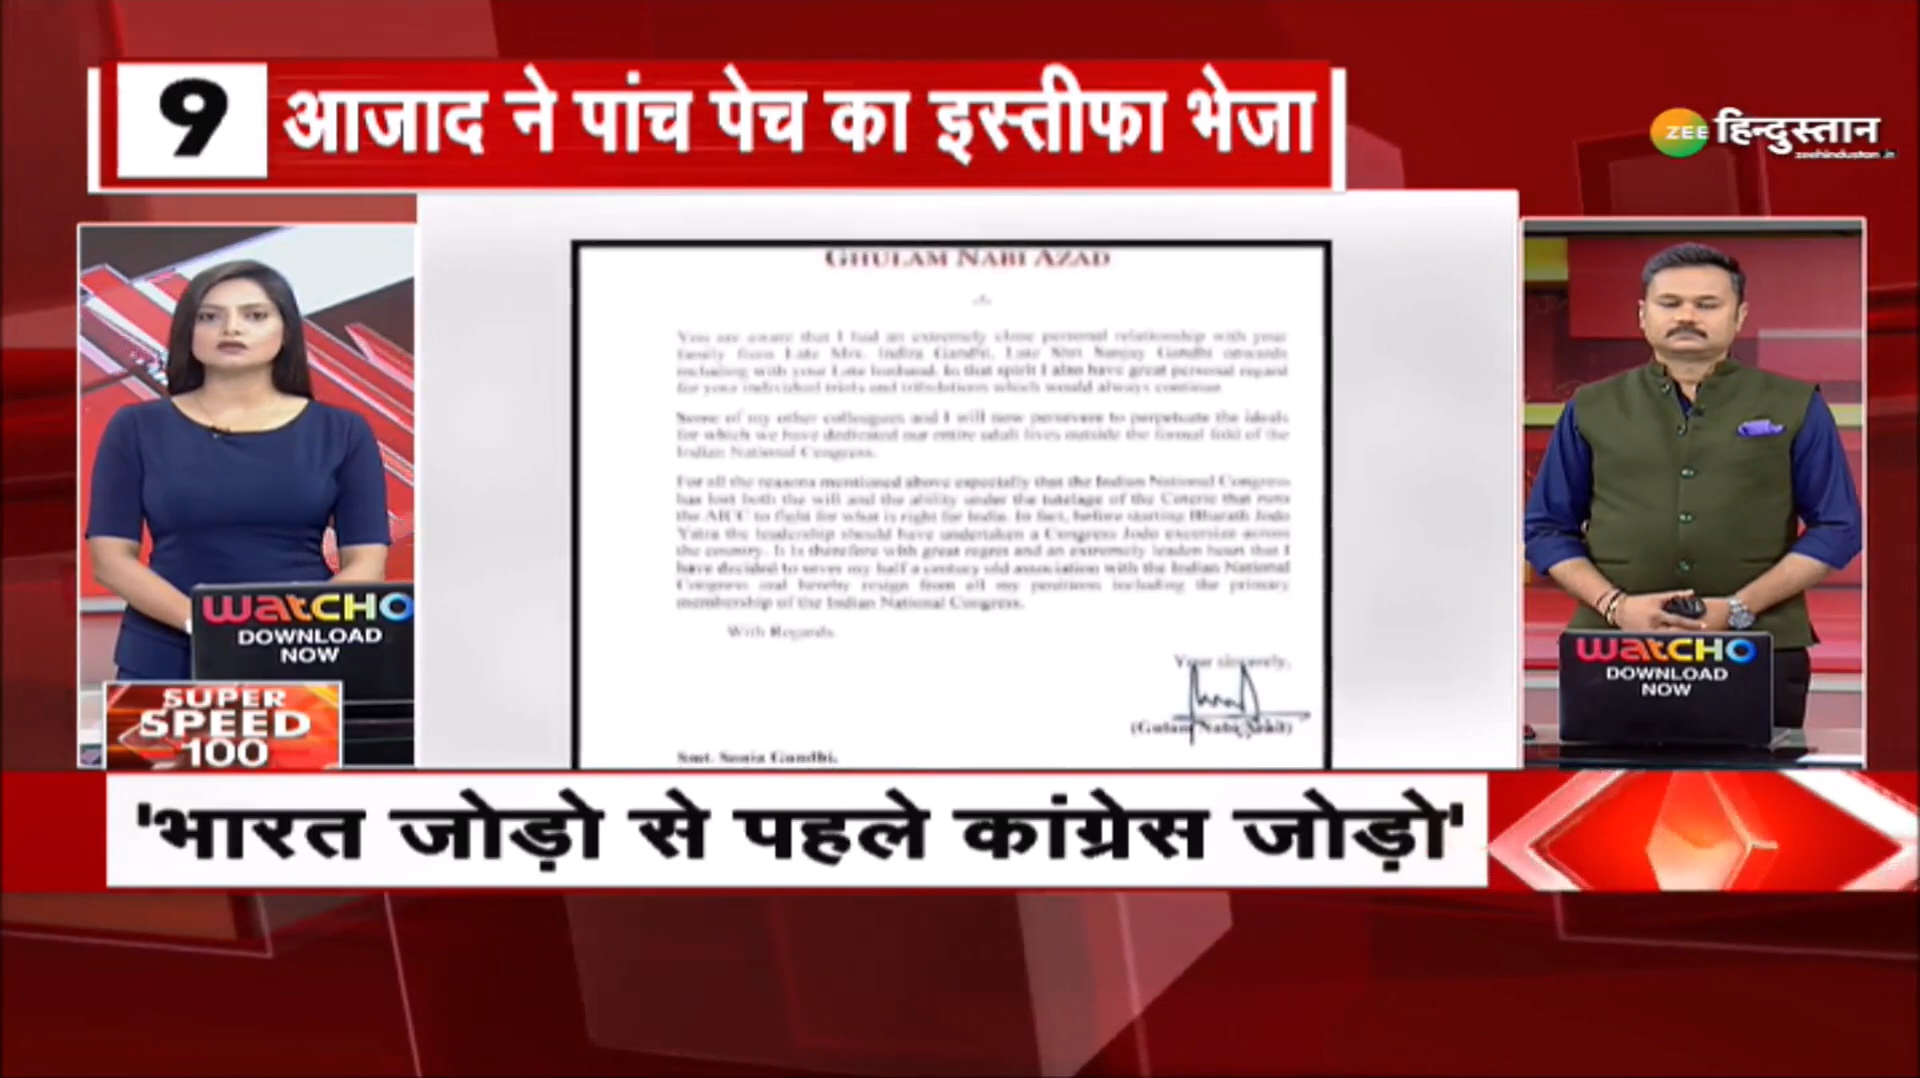 9 आजाद ने पांच पेच का इस्तीफा भेजा
ZEE हिन्दुस्तान
zeehindustan.in
GHULAM NABI AZAD
You are aware that I had an extremely close personal relationship with your
family from Late Mrs. Indira Gandhi, Late Shri Sanjay Gandhi onwards
including with your Late husband. In that spirit I also have great personal regard
for your individual trials and tribulations which would always continue.
Some of my other colleagues and I will now persevere to perpetuate the ideals
for which we have dedicated our entire adult lives outside the formal fold of the
Indian National Congress.
For all the reasons mentioned above especially that the Indian National Congress
has lost both the will and the ability under the tutelage of the Coterie that runs
the AICC to fight for what is right for India. In fact, before starting Bharath Jodo
Yatra the leadership should have undertaken a Congress Jodo excersize across
the country. It is therefore with great regret and an extremely leaden heart that I
have decided to sever my half a century old association with the Indian National
Congress and hereby resign from all my positions including the primary
membership of the Indian National Congress.
With Regards
Your sincerely,
Smt. Sonia Gandhi,
WATCHO
DOWNLOAD
NOW
SUPER
SPEED
100
WATCHO
DOWNLOAD
NOW
'भारत जोड़ो से पहले कांग्रेस जोड़ो'